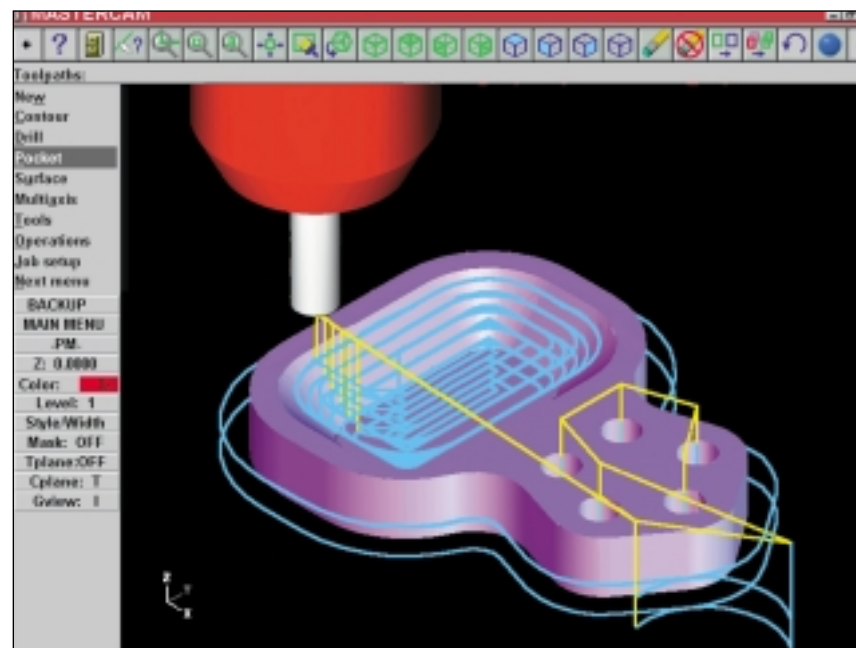 MASTERCAM
?
?
Toolpaths:
New
Contour
Drill
Pocket
Surface
Multiaxis
Tools
Operations
Job setup
Next menu
BACKUP
MAIN MENU
-PM-
Z: 0.0000
Color:
Level: 1
Style/Width
Mask: OFF
Tplane:OFF
Cplane: T
Gview: I
Z
Y
X